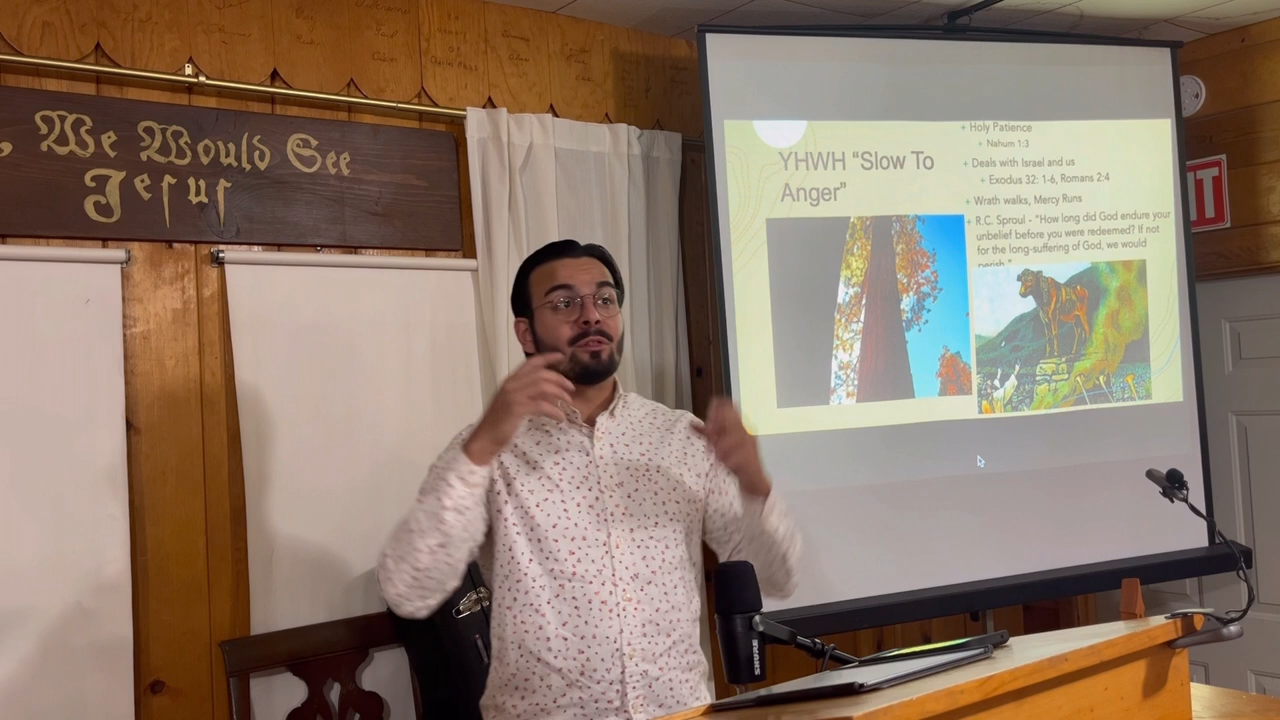 , We Would See
Jesus
YHWH "Slow To
Anger"
+ Holy Patience
+ Nahum 1:3
+ Deals with Israel and us
+ Exodus 32: 1-6, Romans 2:4
+ Wrath walks, Mercy Runs
+ R.C. Sproul - "How long did God endure your
unbelief before you were redeemed? If not
for the long-suffering of God, we would
perish."
IT
SHURE